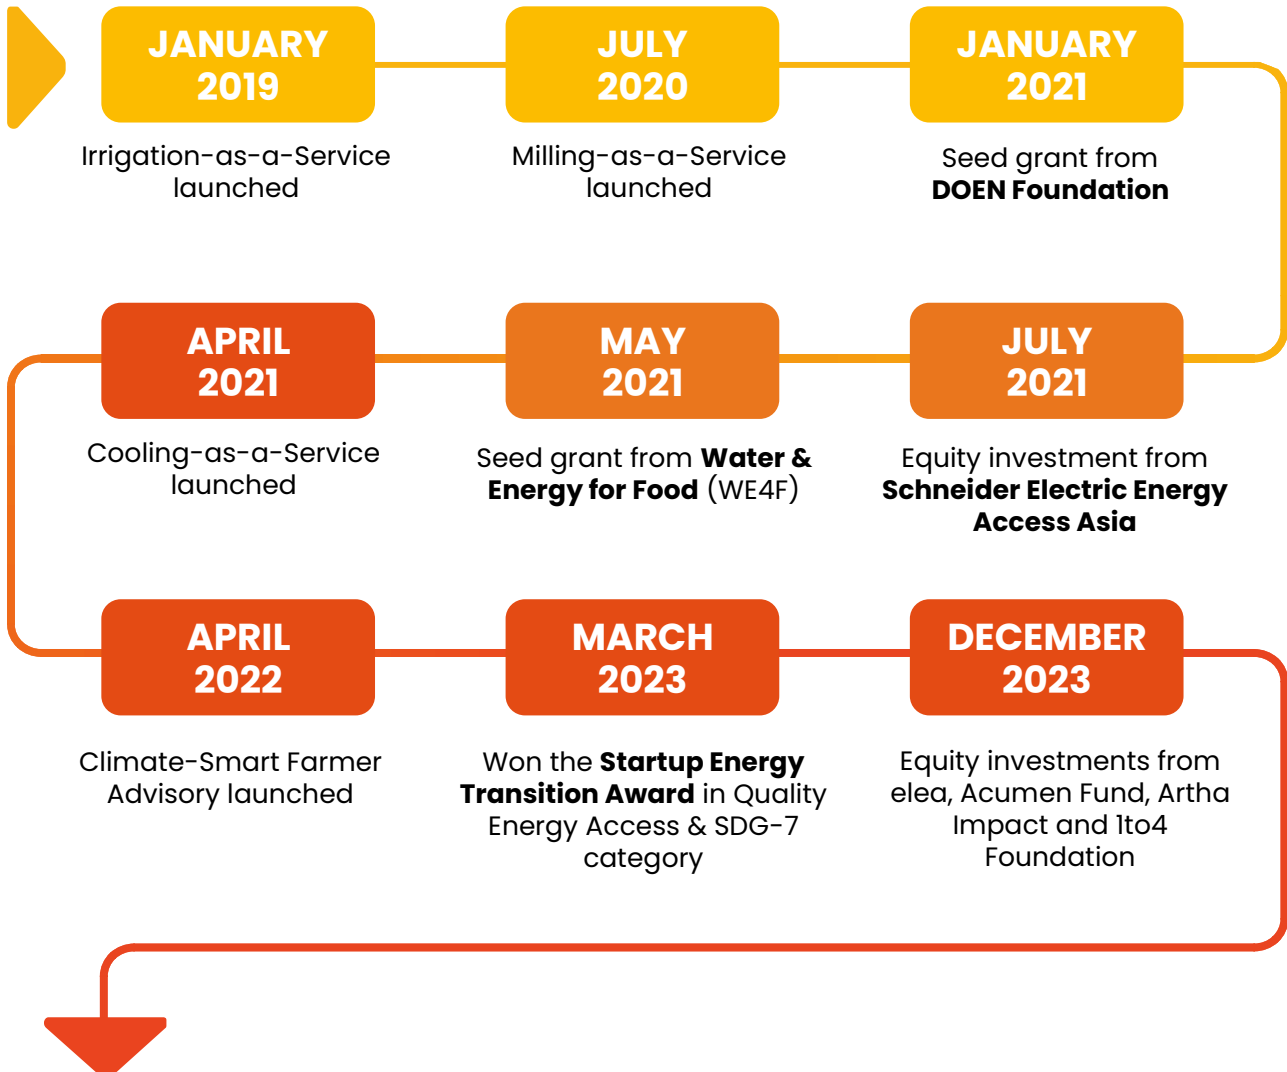 JANUARY
2019
Irrigation-as-a-Service
launched
JULY
2020
Milling-as-a-Service
launched
JANUARY
2021
Seed grant from
DOEN Foundation
APRIL
2021
Cooling-as-a-Service
launched
MAY
2021
Seed grant from Water &
Energy for Food (WE4F)
JULY
2021
Equity investment from
Schneider Electric Energy
Access Asia
APRIL
2022
Climate-Smart Farmer
Advisory launched
MARCH
2023
Won the Startup Energy
Transition Award in Quality
Energy Access & SDG-7
category
DECEMBER
2023
Equity investments from
elea, Acumen Fund, Artha
Impact and 1to4
Foundation